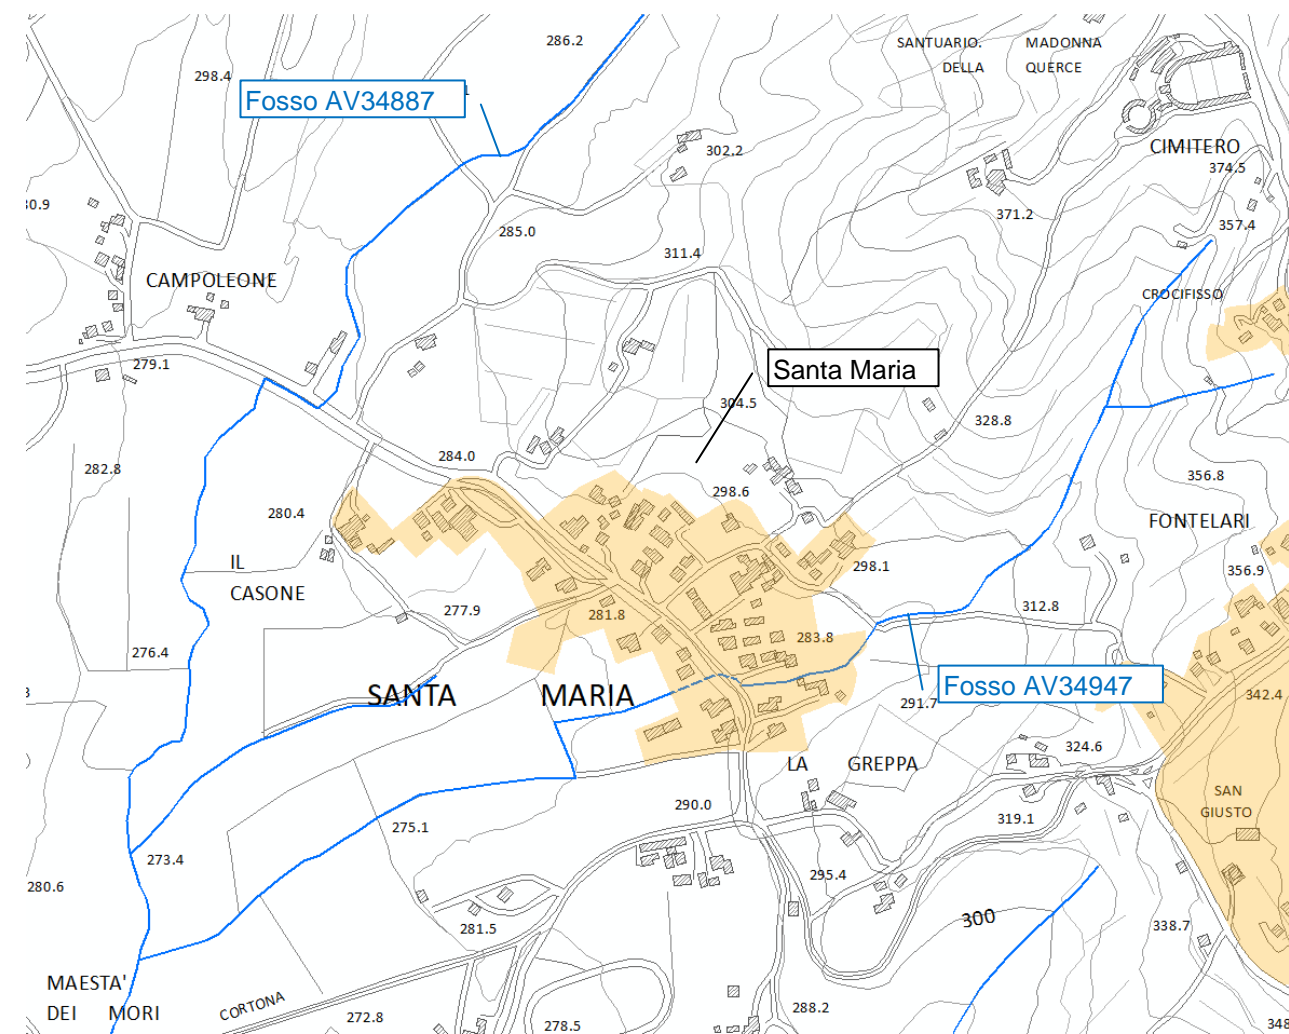 286.2
SANTUARIO. MADONNA
DELLA QUERCE
298.4
Fosso AV34887
302.2
CIMITERO
374.5
371.2
357.4
285.0
311.4
CAMPOLEONE
CROCIFISSO
279.1
Santa Maria
304.5
328.8
284.0
282.8
298.6
356.8
280.4
FONTELARI
IL
CASONE
298.1
356.9
277.9
281.8
312.8
283.8
276.4
SANTA MARIA
Fosso AV34947
291.7
342.4
324.6
LA GREPPA
SAN
GIUSTO
290.0
319.1
275.1
273.4
295.4
280.6
300
281.5
338.7
MAESTA'
DEI MORI
CORTONA
272.8
278.5
288.2
348